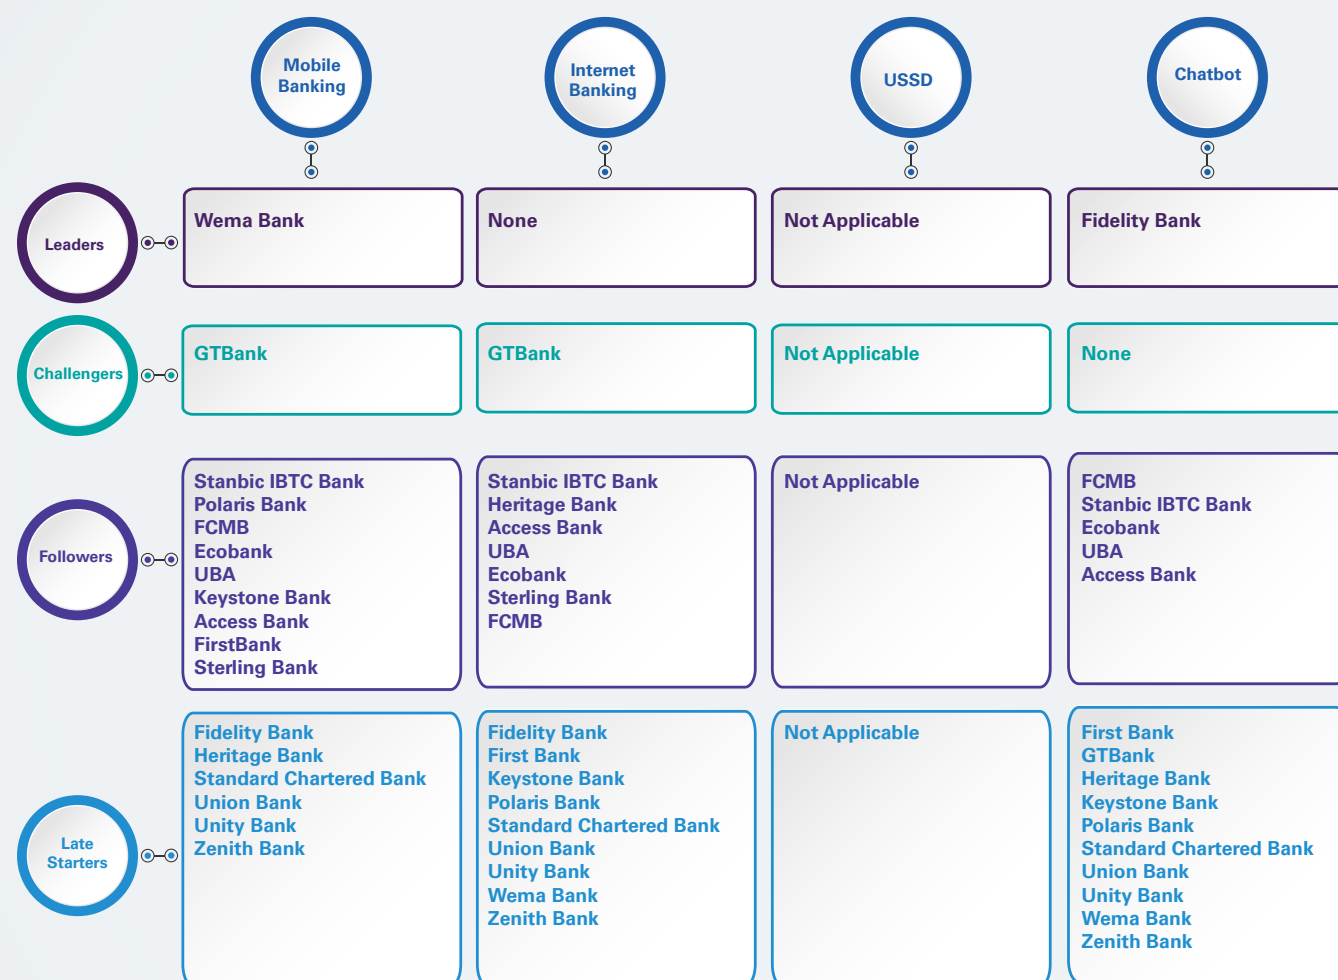 Mobile
Banking
Internet
Banking
USSD
Chatbot
Leaders
Wema Bank
None
Not Applicable
Fidelity Bank
Challengers
GTBank
GTBank
Not Applicable
None
Followers
Stanbic IBTC Bank
Polaris Bank
FCMB
Ecobank
UBA
Keystone Bank
Access Bank
FirstBank
Sterling Bank
Stanbic IBTC Bank
Heritage Bank
Access Bank
UBA
Ecobank
Sterling Bank
FCMB
Not Applicable
FCMB
Stanbic IBTC Bank
Ecobank
UBA
Access Bank
Late
Starters
Fidelity Bank
Heritage Bank
Standard Chartered Bank
Union Bank
Unity Bank
Zenith Bank
Fidelity Bank
First Bank
Keystone Bank
Polaris Bank
Standard Chartered Bank
Union Bank
Unity Bank
Wema Bank
Zenith Bank
Not Applicable
First Bank
GTBank
Heritage Bank
Keystone Bank
Polaris Bank
Standard Chartered Bank
Union Bank
Unity Bank
Wema Bank
Zenith Bank